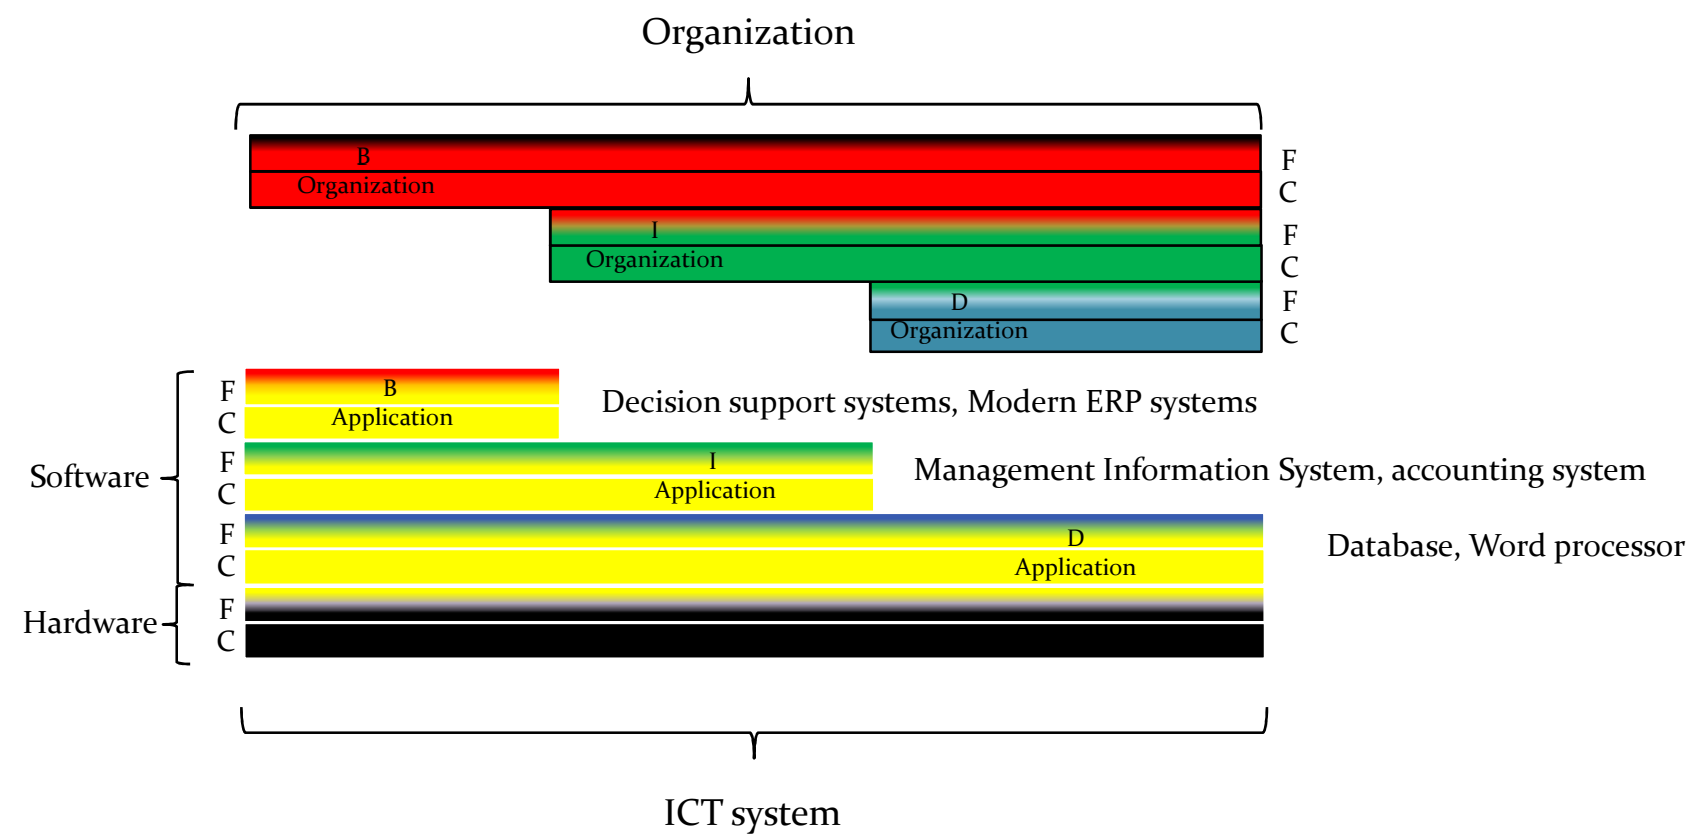 Organization
B
F
Organization
C
I
F
Organization
C
D
F
Organization
C
F
B
Decision support systems, Modern ERP systems
C
Application
F
I
Management Information System, accounting system
Software
C
Application
F
D
Database, Word processor
C
Application
F
Hardware
C
ICT system